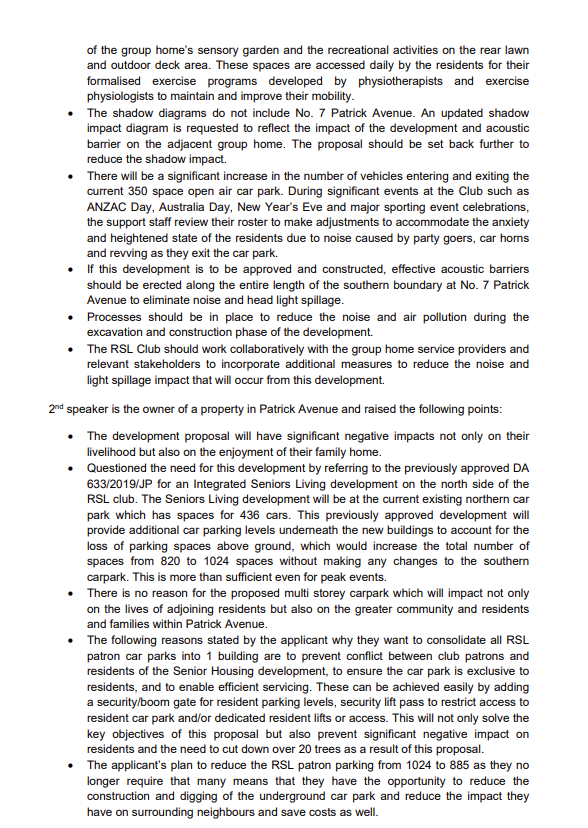 of the group home's sensory garden and the recreational activities on the rear lawn
and outdoor deck area. These spaces are accessed daily by the residents for their
formalised exercise programs developed by physiotherapists and exercise
physiologists to maintain and improve their mobility.
• The shadow diagrams do not include No. 7 Patrick Avenue. An updated shadow
impact diagram is requested to reflect the impact of the development and acoustic
barrier on the adjacent group home. The proposal should be set back further to
reduce the shadow impact.
• There will be a significant increase in the number of vehicles entering and exiting the
current 350 space open air car park. During significant events at the Club such as
ANZAC Day, Australia Day, New Year's Eve and major sporting event celebrations,
the support staff review their roster to make adjustments to accommodate the anxiety
and heightened state of the residents due to noise caused by party goers, car horns
and revving as they exit the car park.
• If this development is to be approved and constructed, effective acoustic barriers
should be erected along the entire length of the southern boundary at No. 7 Patrick
Avenue to eliminate noise and head light spillage.
• Processes should be in place to reduce the noise and air pollution during the
excavation and construction phase of the development.
• The RSL Club should work collaboratively with the group home service providers and
relevant stakeholders to incorporate additional measures to reduce the noise and
light spillage impact that will occur from this development.
2nd speaker is the owner of a property in Patrick Avenue and raised the following points:
• The development proposal will have significant negative impacts not only on their
livelihood but also on the enjoyment of their family home.
• Questioned the need for this development by referring to the previously approved DA
633/2019/JP for an Integrated Seniors Living development on the north side of the
RSL club. The Seniors Living development will be at the current existing northern car
park which has spaces for 436 cars. This previously approved development will
provide additional car parking levels underneath the new buildings to account for the
loss of parking spaces above ground, which would increase the total number of
spaces from 820 to 1024 spaces without making any changes to the southern
carpark. This is more than sufficient even for peak events.
• There is no reason for the proposed multi storey carpark which will impact not only
on the lives of adjoining residents but also on the greater community and residents
and families within Patrick Avenue.
• The following reasons stated by the applicant why they want to consolidate all RSL
patron car parks into 1 building are to prevent conflict between club patrons and
residents of the Senior Housing development, to ensure the car park is exclusive to
residents, and to enable efficient servicing. These can be achieved easily by adding
a security/boom gate for resident parking levels, security lift pass to restrict access to
resident car park and/or dedicated resident lifts or access. This will not only solve the
key objectives of this proposal but also prevent significant negative impact on
residents and the need to cut down over 20 trees as a result of this proposal.
• The applicant's plan to reduce the RSL patron parking from 1024 to 885 as they no
longer require that many means that they have the opportunity to reduce the
construction and digging of the underground car park and reduce the impact they
have on surrounding neighbours and save costs as well.